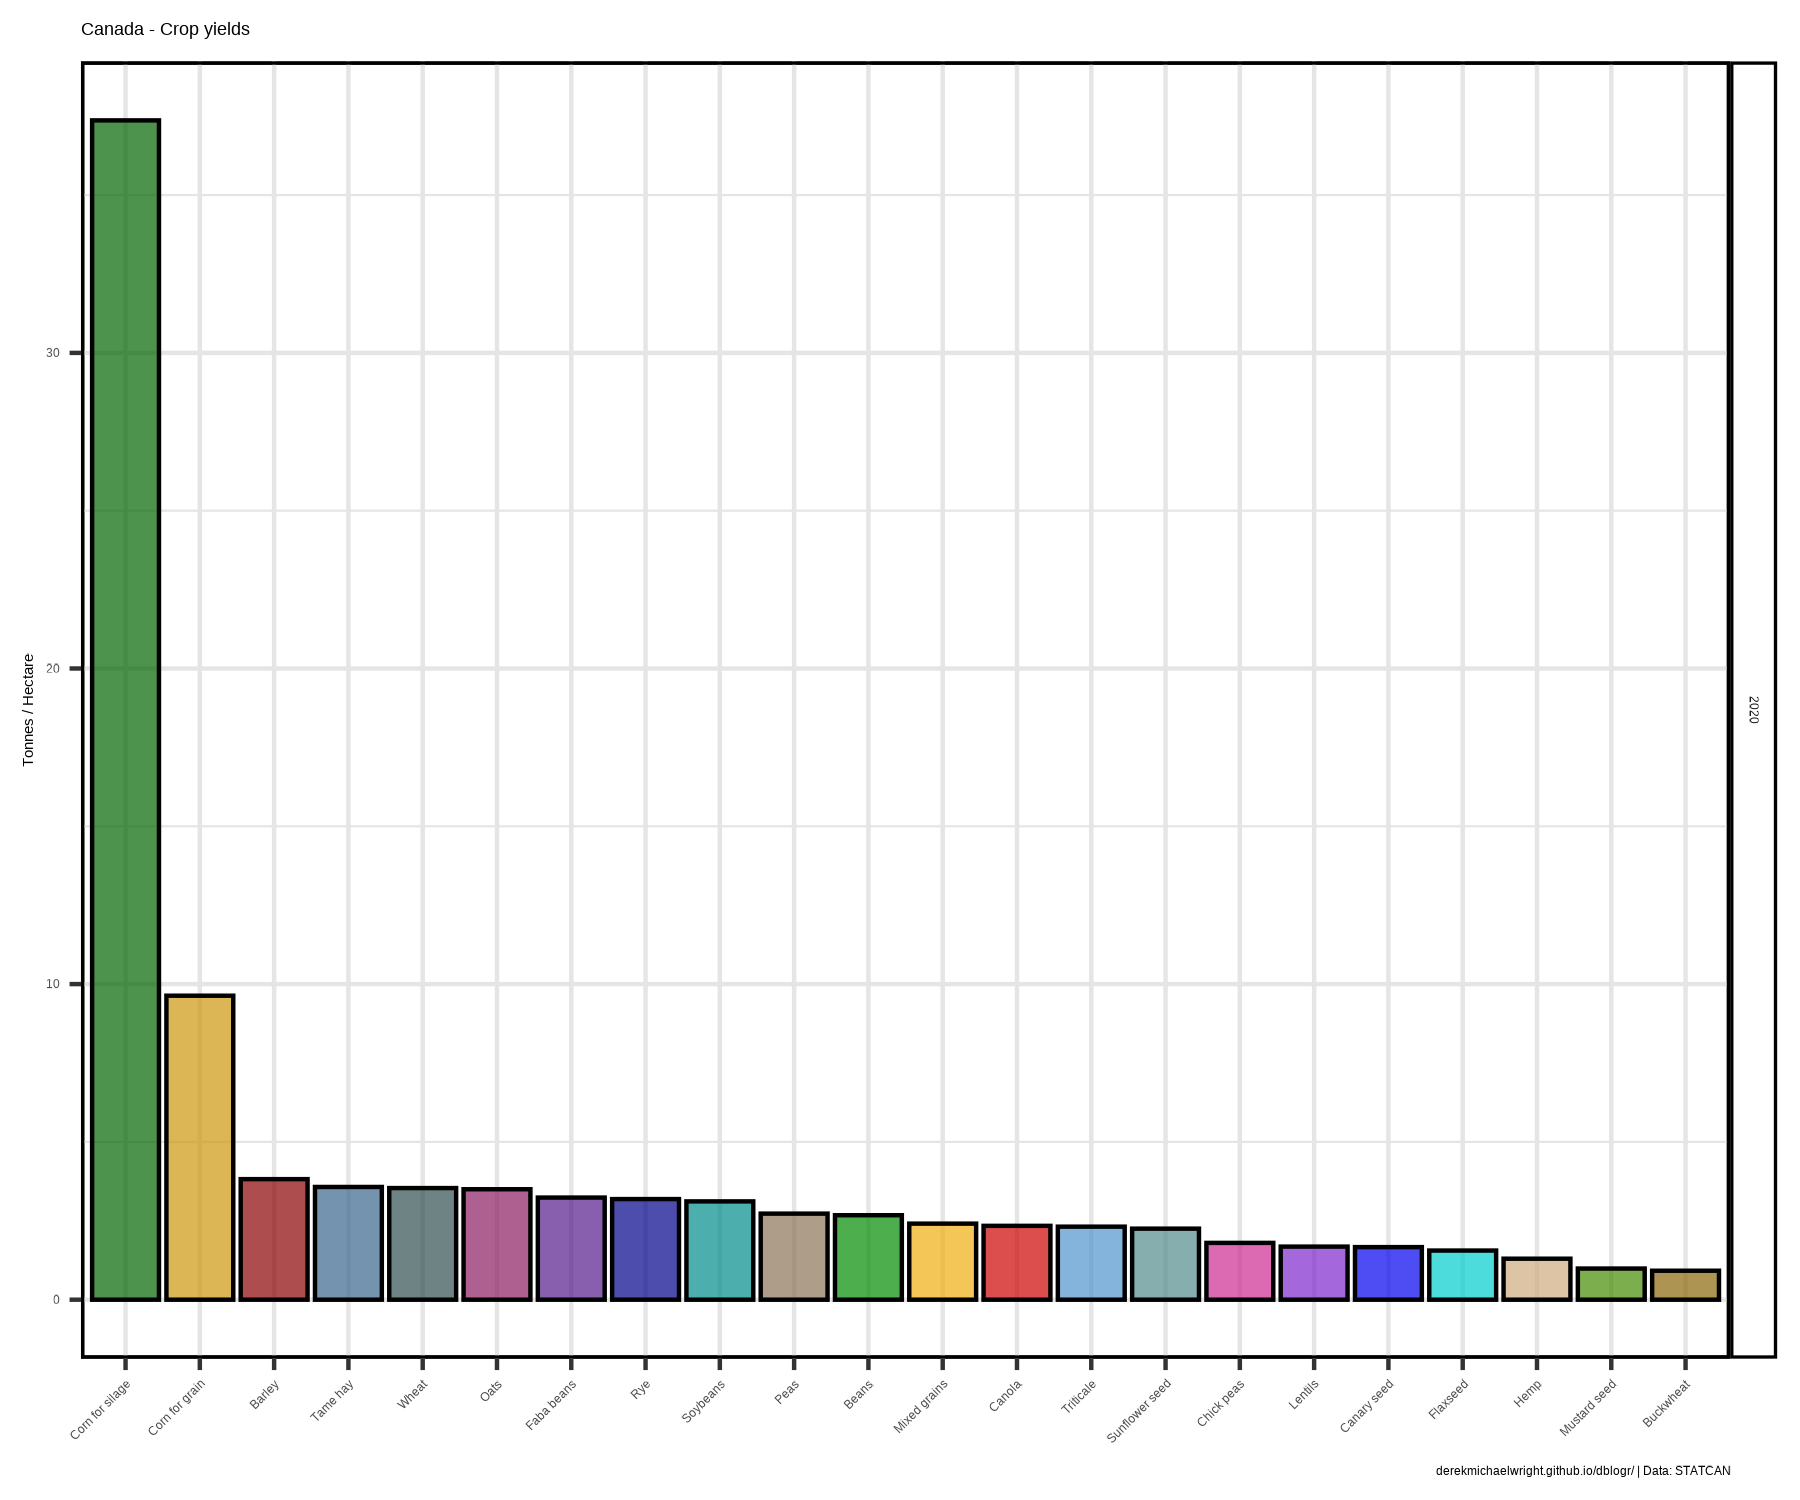 Canada - Crop yields
Tonnes / Hectare
30
20
10
0
2020
Corn for silage
Corn for grain
Barley
Tame hay
Wheat
Oats
Faba beans
Rye
Soybeans
Peas
Beans
Mixed grains
Canola
Triticale
Sunflower seed
Chick peas
Lentils
Canary seed
Flaxseed
Hemp
Mustard seed
Buckwheat
derekmichaelwright.github.io/dblogr/ | Data: STATCAN